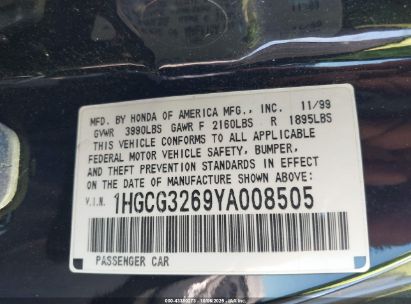 MFD. BY HONDA OF AMERICA MFG., INC. 11/99
GVWR 3990LBS GAWR F 2160LBS R 1895LBS
THIS VEHICLE CONFORMS TO ALL APPLICABLE
FEDERAL MOTOR VEHICLE SAFETY, BUMPER,
AND THEFT PREVENTION STANDARDS IN EFFECT
ON THE DATE OF MANUFACTURE SHOWN ABOVE.
V.I.N. 1HGCG3269YA008505
PASSENGER CAR